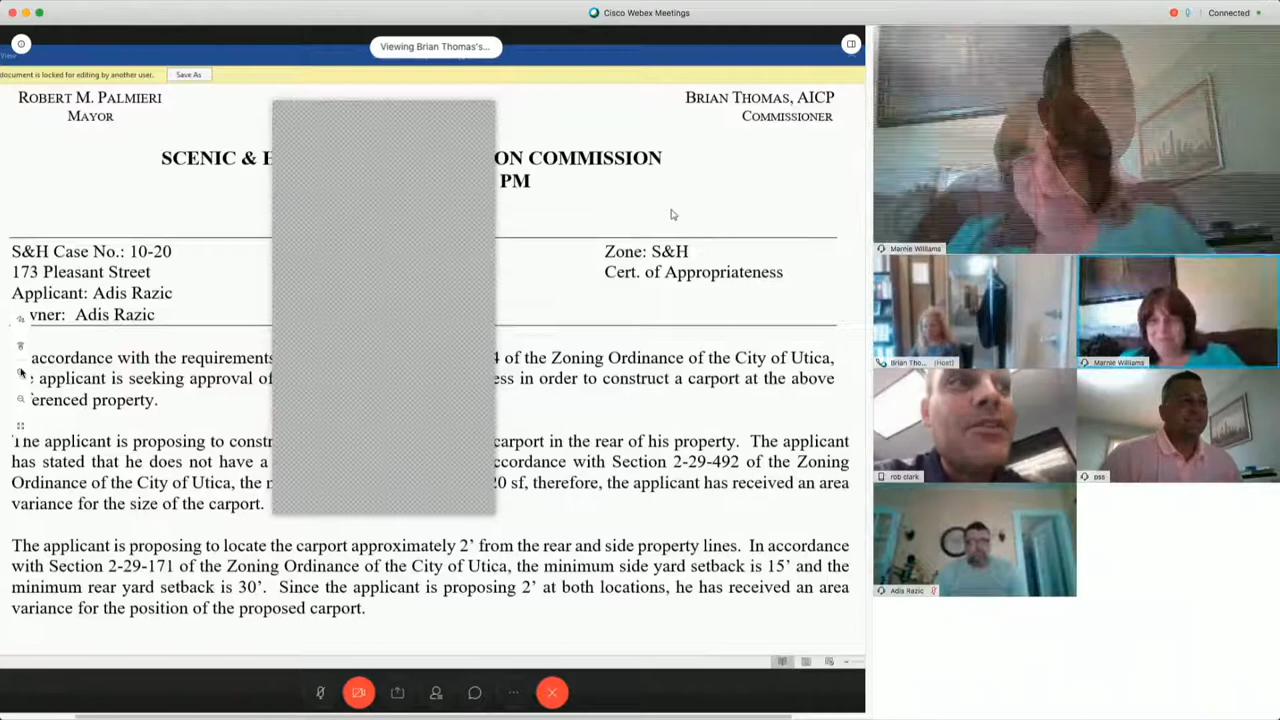 Cisco Webex Meetings
Connected
Viewing Brian Thomas's...
View
document is locked for editing by another user.
Save As
ROBERT M. PALMIERI
MAYOR
BRIAN THOMAS, AICP
COMMISSIONER
SCENIC & ON COMMISSION
PM
S&H Case No.: 10-20
173 Pleasant Street
Applicant: Adis Razic
wner: Adis Razic
Zone: S&H
Cert. of Appropriateness
accordance with the requirements 4 of the Zoning Ordinance of the City of Utica,
applicant is seeking approval of ess in order to construct a carport at the above
erenced property.
The applicant is proposing to constr carport in the rear of his property. The applicant
has stated that he does not have a ccordance with Section 2-29-492 of the Zoning
Ordinance of the City of Utica, the 20 sf, therefore, the applicant has received an area
variance for the size of the carport.
The applicant is proposing to locate the carport approximately 2' from the rear and side property lines. In accordance
with Section 2-29-171 of the Zoning Ordinance of the City of Utica, the minimum side yard setback is 15' and the
minimum rear yard setback is 30'. Since the applicant is proposing 2' at both locations, he has received an area
variance for the position of the proposed carport.
Marnie Williams
Brian Tho... (Host)
Marnie Williams
rob clark
pss
Adis Razic